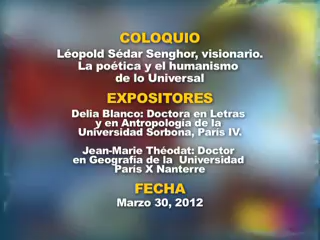 COLOQUIO
Léopold Sédar Senghor, visionario.
La poética y el humanismo
de lo Universal
EXPOSITORES
Delia Blanco: Doctora en Letras
y en Antropología de la
Universidad Sorbona, París IV.
Jean-Marie Théodat: Doctor
en Geografia de la Universidad
París X Nanterre
FECHA
Marzo 30, 2012